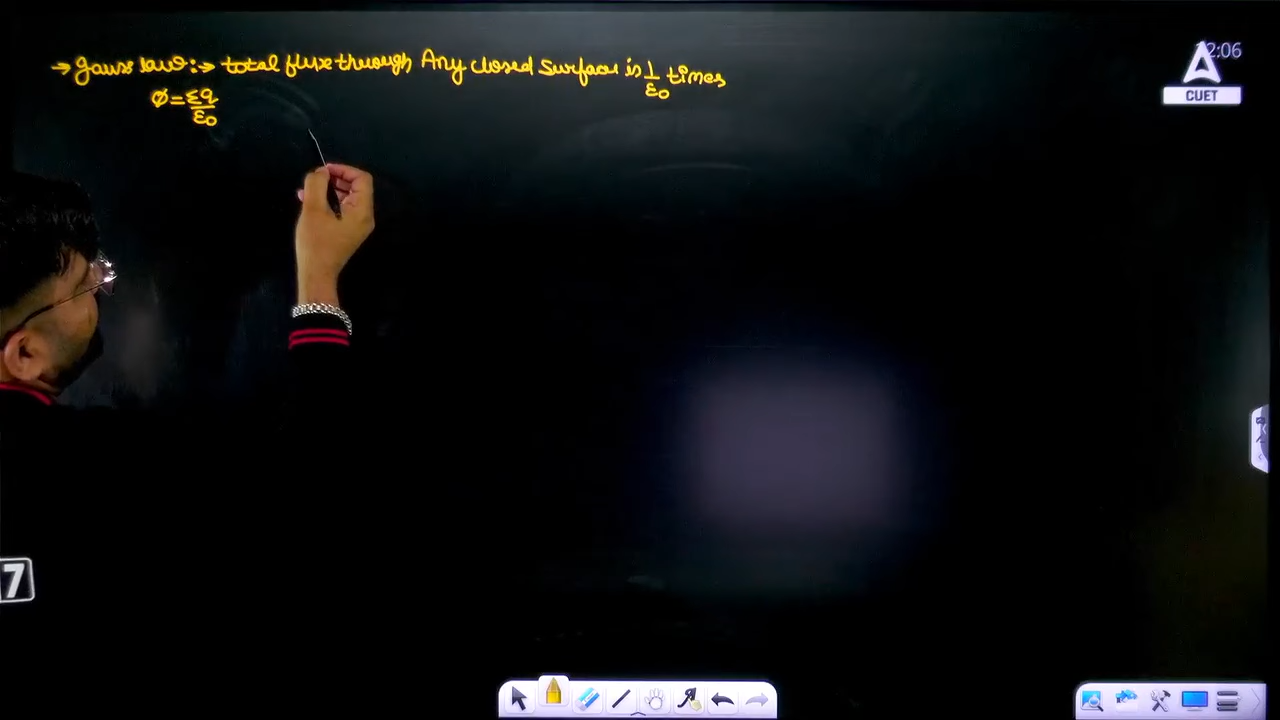 → Gauss law :→ total flux through Any closed Surface is 1/ε₀ times
Φ = Σq/ε₀
2:06
CUET
7